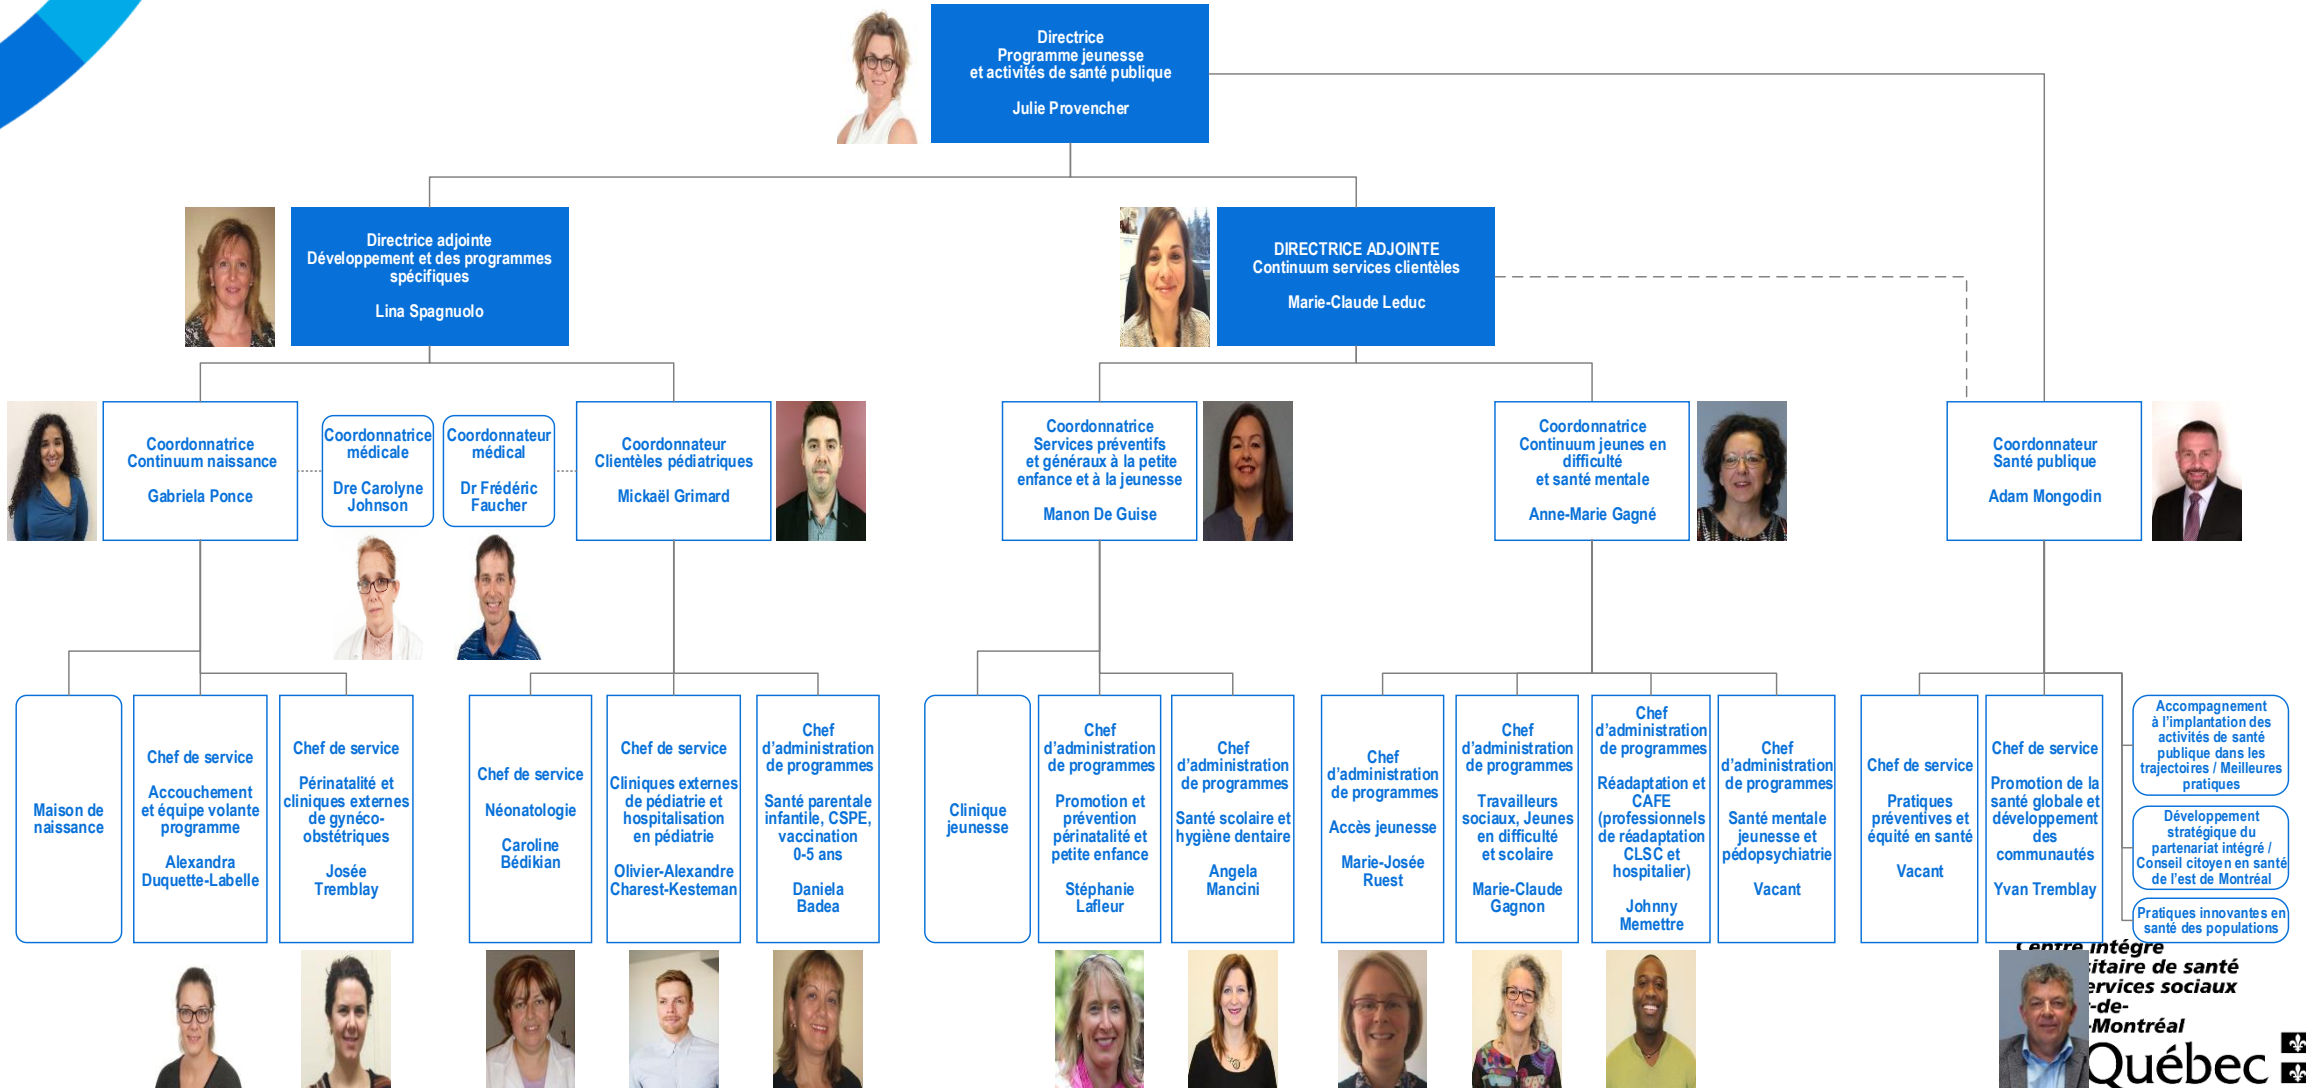 Directrice
Programme jeunesse
et activités de santé publique
Julie Provencher
Directrice adjointe
Développement et des programmes
spécifiques
Lina Spagnuolo
DIRECTRICE ADJOINTE
Continuum services clientèles
Marie-Claude Leduc
Coordonnatrice
Continuum naissance
Gabriela Ponce
Coordonnatrice
médicale
Dre Carolyne
Johnson
Coordonnateur
médical
Dr Frédéric
Faucher
Coordonnateur
Clientèles pédiatriques
Mickaël Grimard
Coordonnatrice
Services préventifs
et généraux à la petite
enfance et à la jeunesse
Manon De Guise
Coordonnatrice
Continuum jeunes en
difficulté
et santé mentale
Anne-Marie Gagné
Coordonnateur
Santé publique
Adam Mongodin
Maison de
naissance
Chef de service
Accouchement
et équipe volante
programme
Alexandra
Duquette-Labelle
Chef de service
Périnatalité et
cliniques externes
de gynéco-
obstétriques
Josée
Tremblay
Chef de service
Néonatologie
Caroline
Bédikian
Chef de service
Cliniques externes
de pédiatrie et
hospitalisation
en pédiatrie
Olivier-Alexandre
Charest-Kesteman
Chef
d'administration
de programmes
Santé parentale
infantile, CSPE,
vaccination
0-5 ans
Daniela
Badea
Clinique
jeunesse
Chef
d'administration
de programmes
Promotion et
prévention
périnatalité et
petite enfance
Stéphanie
Lafleur
Chef
d'administration
de programmes
Santé scolaire et
hygiène dentaire
Angela
Mancini
Chef
d'administration
de programmes
Accès jeunesse
Marie-Josée
Ruest
Chef
d'administration
de programmes
Travailleurs
sociaux, Jeunes
en difficulté
et scolaire
Marie-Claude
Gagnon
Chef
d'administration
de programmes
Réadaptation et
CAFE
(professionnels
de réadaptation
CLSC et
hospitalier)
Johnny
Memettre
Chef
d'administration
de programmes
Santé mentale
jeunesse et
pédopsychiatrie
Vacant
Chef de service
Pratiques
préventives et
équité en santé
Vacant
Chef de service
Promotion de la
santé globale et
développement
des
communautés
Yvan Tremblay
Accompagnement
à l'implantation des
activités de santé
publique dans les
trajectoires / Meilleures
pratiques
Développement
stratégique du
partenariat intégré /
Conseil citoyen en santé
de l'est de Montréal
Pratiques innovantes en
santé des populations
Centre intégré
sitaire de santé
ervices sociaux
-de-
-Montréal
Québec